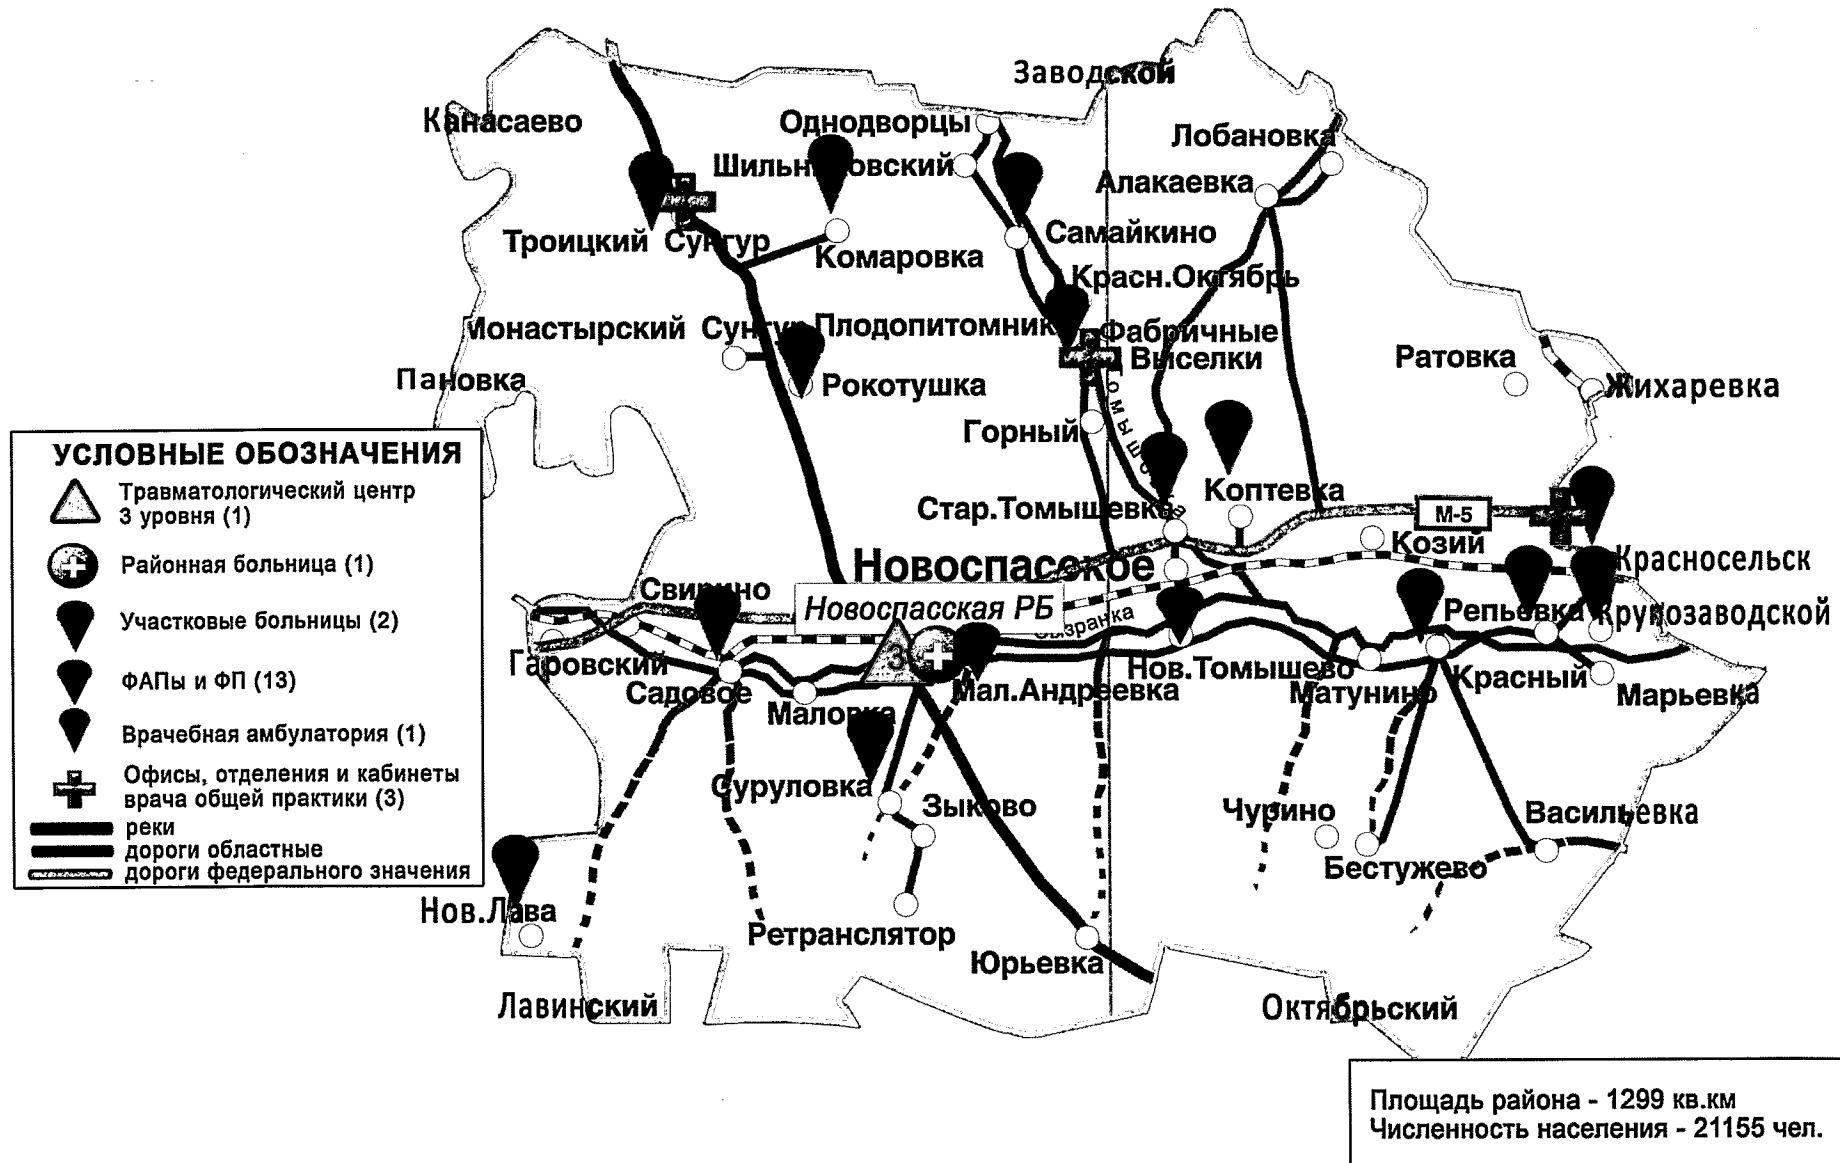 Заводской
Канасаево
Однодворцы
Лобановка
Шильниковский
Алакаевка
Троицкий Сунгур
Самайкино
Комаровка
Красн.Октябрь
Монастырский Сунгур
Плодопитомник
Фабричные
Выселки
Ратовка
Пановка
Рокотушка
Жихаревка
Горный
Томышовка
Коптевка
Стар.Томышевка
М-5
Козий
Новоспасское
Красносельск
Свирино
Новоспасская РБ
Сызранка
Репьевка
Крупозаводской
Гаровский
3
Садовое
Мал.Андреевка
Нов.Томышево
Матунино
Красный
Марьевка
Маловка
Суруловка
Зыково
Чурино
Васильевка
Бестужево
Нов.Лава
Ретранслятор
Юрьевка
Лавинский
Октябрьский
УСЛОВНЫЕ ОБОЗНАЧЕНИЯ
Травматологический центр
3 уровня (1)
Районная больница (1)
Участковые больницы (2)
ФАПы и ФП (13)
Врачебная амбулатория (1)
Офисы, отделения и кабинеты
врача общей практики (3)
реки
дороги областные
дороги федерального значения
Площадь района - 1299 кв.км
Численность населения - 21155 чел.